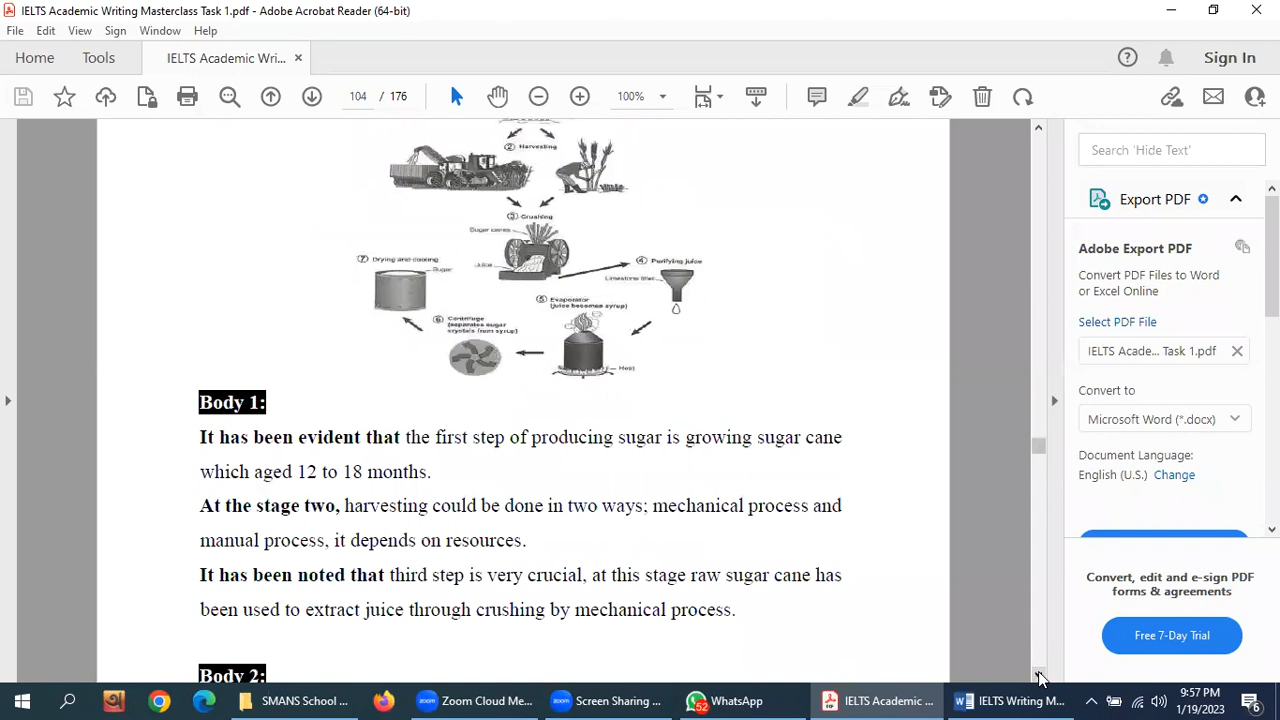 IELTS Academic Writing Masterclass Task 1.pdf - Adobe Acrobat Reader (64-bit)
File Edit View Sign Window Help
Home Tools IELTS Academic Wri... Sign In
104 / 176 100%
② Harvesting
③ Crushing
Sugar canes
Juice
⑦ Drying and cooling
Sugar
④ Purifying juice
Limestone filter
⑤ Evaporator
(juice becomes syrup)
⑥ Centrifuge
(separates sugar
crystals from syrup)
Heat
Body 1:
It has been evident that the first step of producing sugar is growing sugar cane
which aged 12 to 18 months.
At the stage two, harvesting could be done in two ways; mechanical process and
manual process, it depends on resources.
It has been noted that third step is very crucial, at this stage raw sugar cane has
been used to extract juice through crushing by mechanical process.
Body 2:
Search 'Hide Text'
Export PDF
Adobe Export PDF
Convert PDF Files to Word
or Excel Online
Select PDF File
IELTS Acade... Task 1.pdf
Convert to
Microsoft Word (*.docx)
Document Language:
English (U.S.) Change
Convert, edit and e-sign PDF
forms & agreements
Free 7-Day Trial
SMANS School ...
Zoom Cloud Me...
Screen Sharing ...
52
WhatsApp
IELTS Academic ...
IELTS Writing M...
9:57 PM
1/19/2023
6